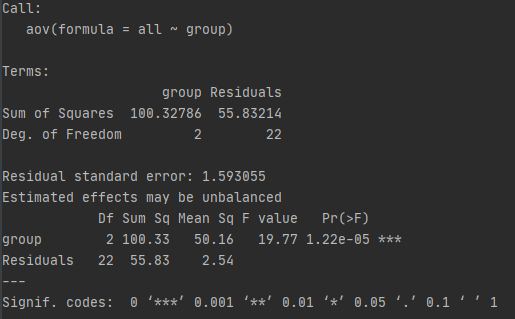 Call:
   aov(formula = all ~ group)

Terms:
                    group Residuals
Sum of Squares  100.32786  55.83214
Deg. of Freedom         2        22

Residual standard error: 1.593055
Estimated effects may be unbalanced
            Df Sum Sq Mean Sq F value   Pr(>F)
group        2 100.33   50.16   19.77 1.22e-05 ***
Residuals   22  55.83    2.54
---
Signif. codes:  0 ‘***’ 0.001 ‘**’ 0.01 ‘*’ 0.05 ‘.’ 0.1 ‘ ’ 1